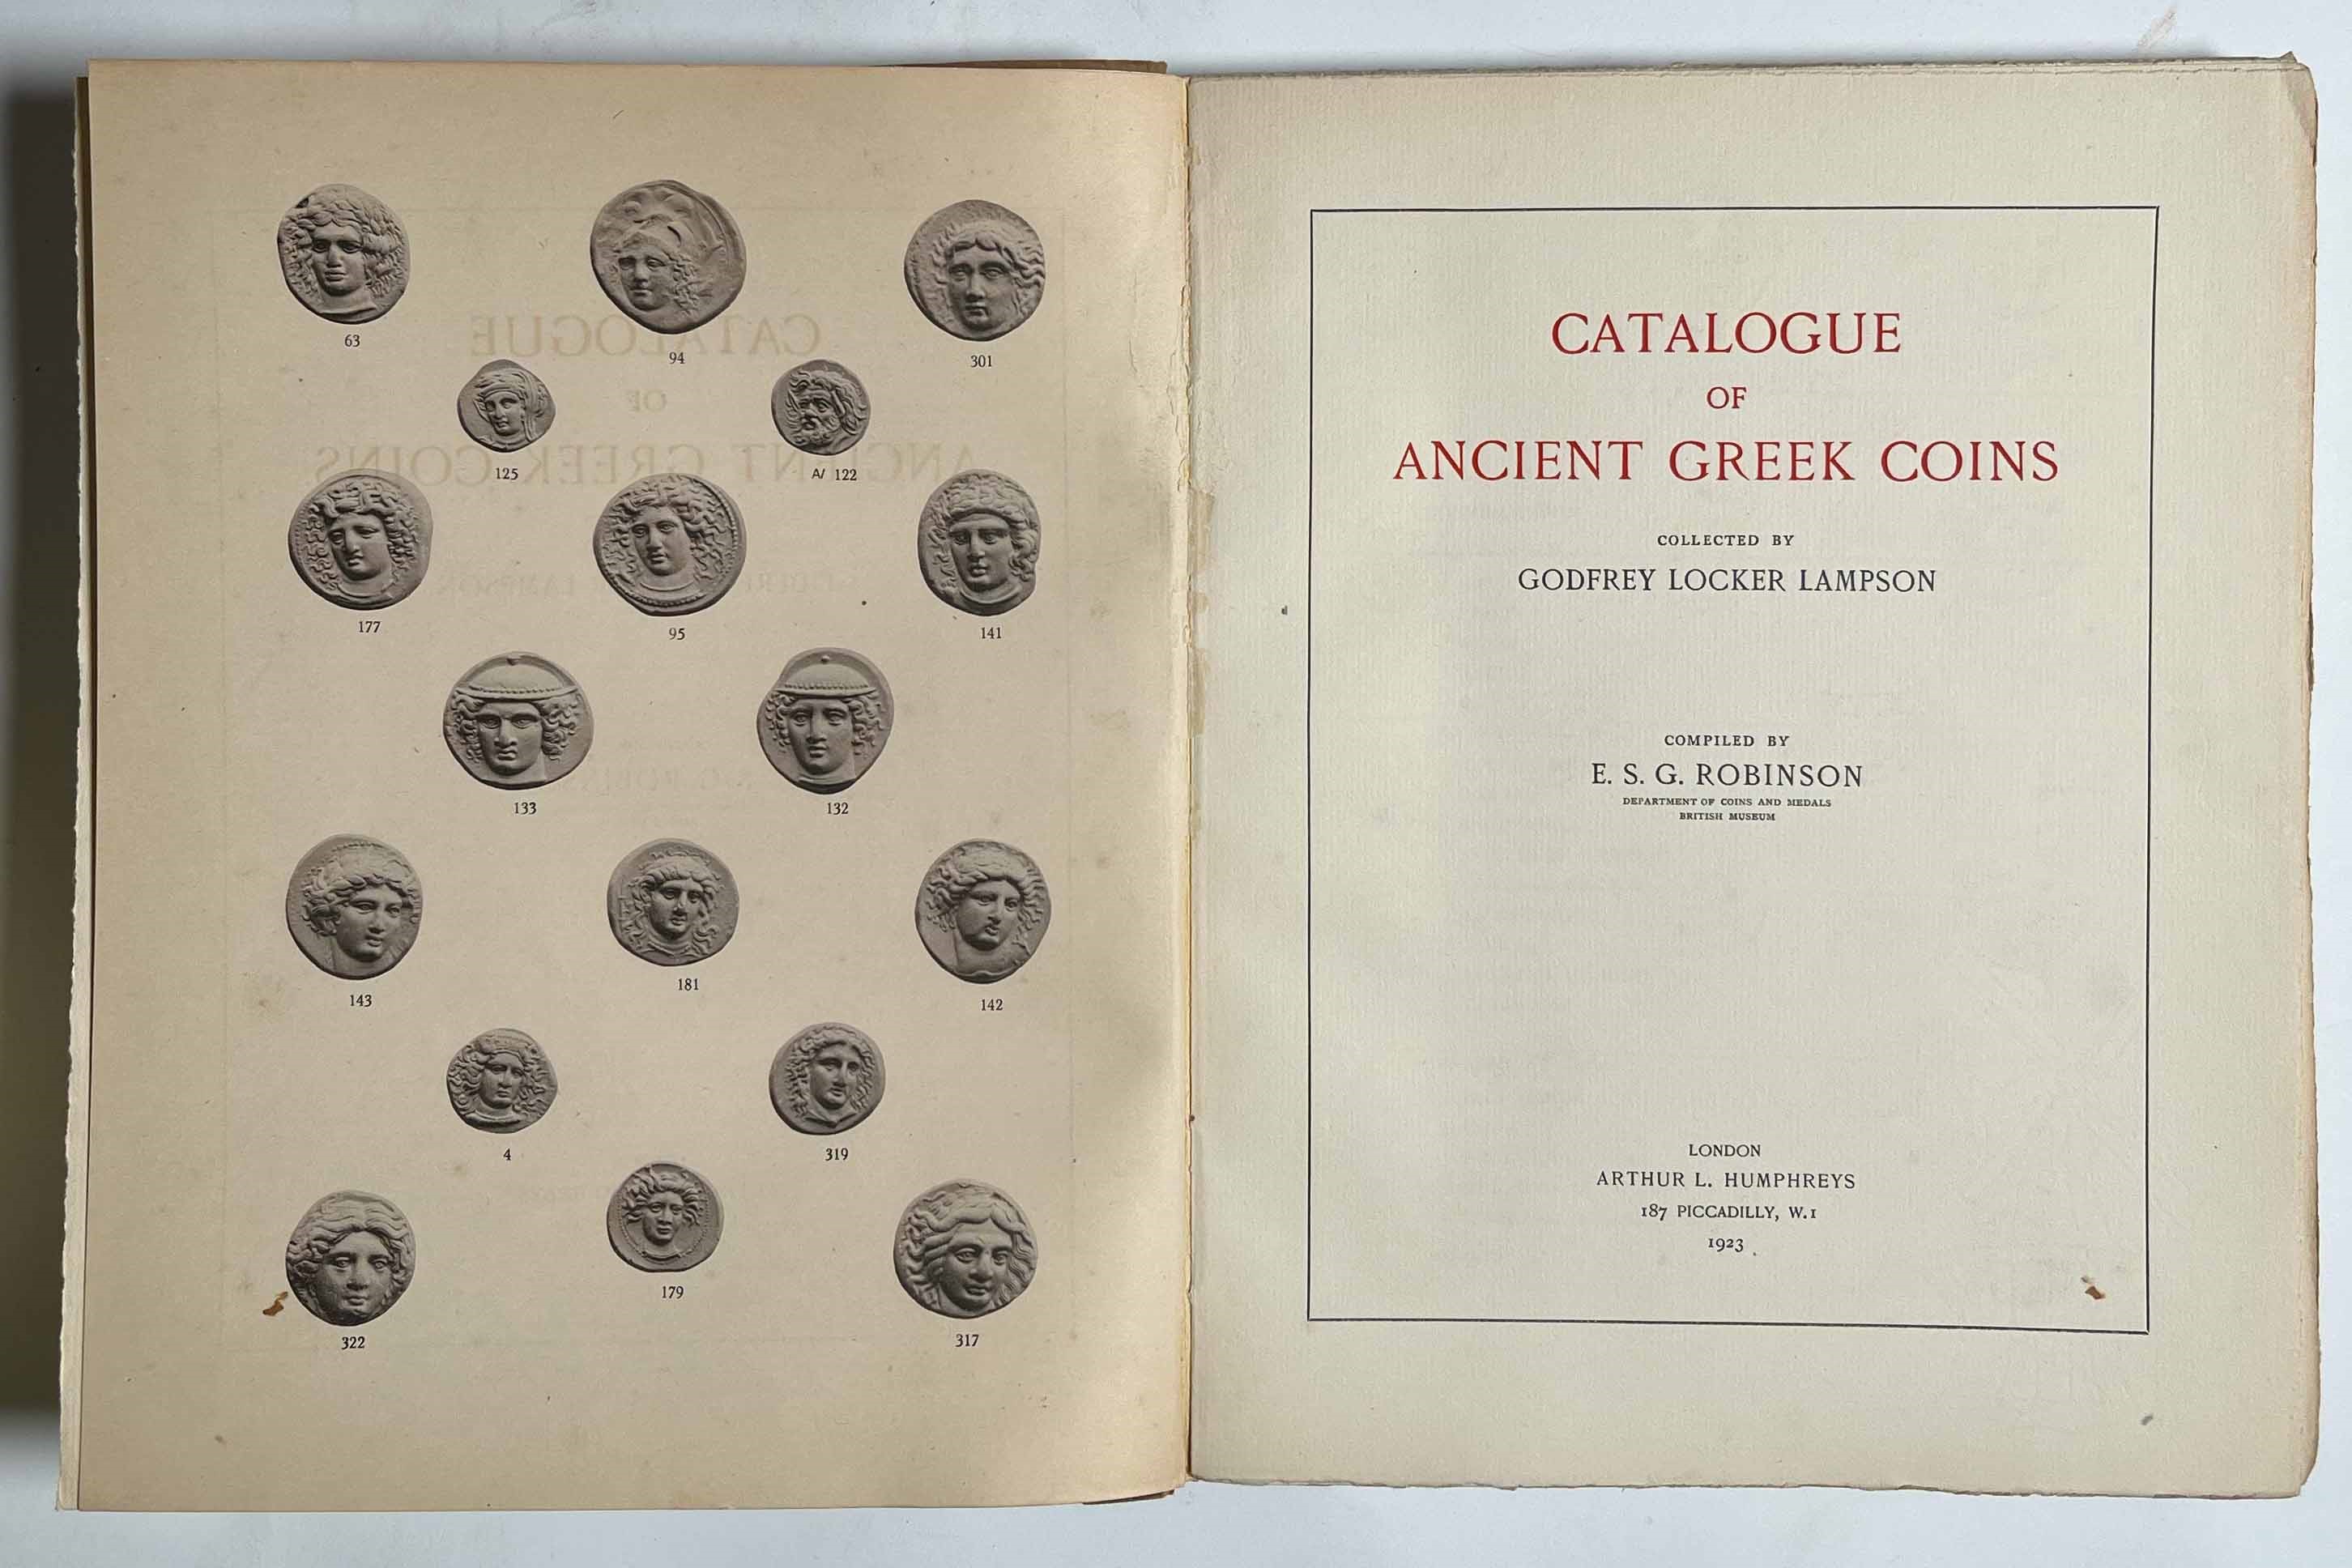 63
94
301
125
A/ 122
177
95
141
133
132
143
181
142
4
319
179
322
317
CATALOGUE
OF
ANCIENT GREEK COINS
COLLECTED BY
GODFREY LOCKER LAMPSON
COMPILED BY
E. S. G. ROBINSON
DEPARTMENT OF COINS AND MEDALS
BRITISH MUSEUM
LONDON
ARTHUR L. HUMPHREYS
187 PICCADILLY, W.1
1923